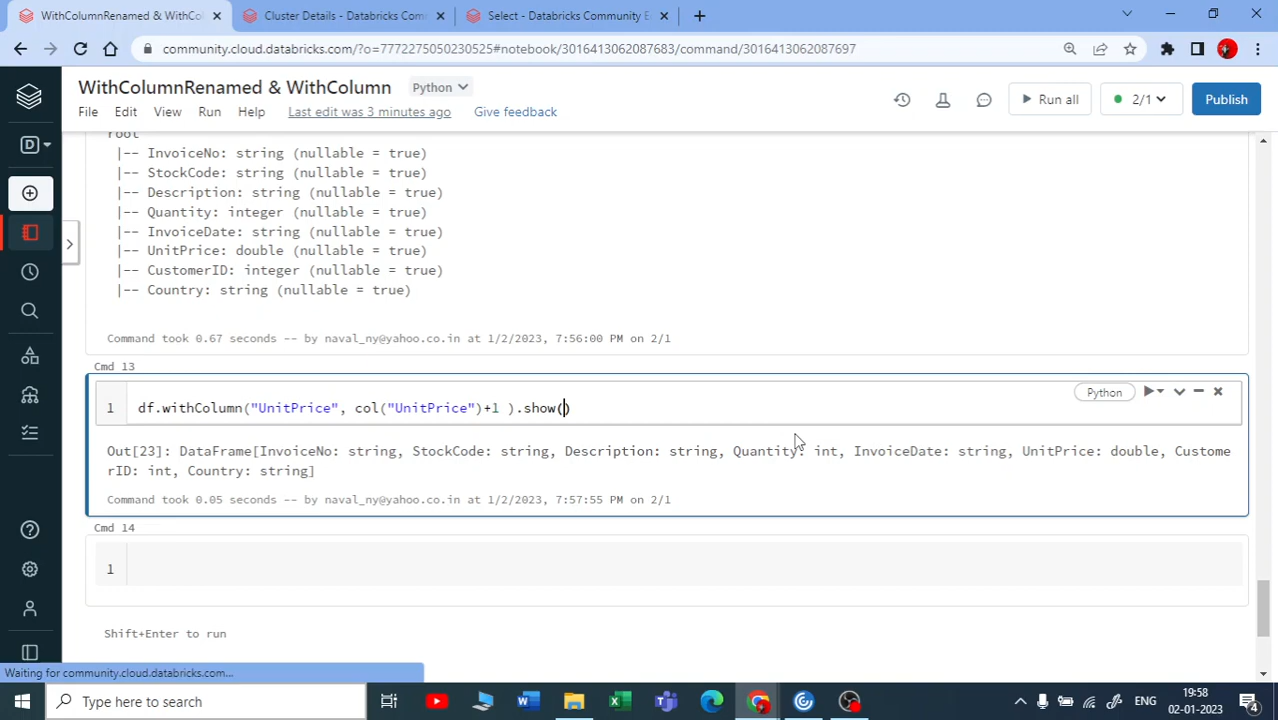 WithColumnRenamed & WithCol
Cluster Details - Databricks Com
Select - Databricks Community E
community.cloud.databricks.com/?o=7772275050230525#notebook/3016413062087683/command/3016413062087697
WithColumnRenamed & WithColumn
Python
File Edit View Run Help Last edit was 3 minutes ago Give feedback
Run all
2/1
Publish
D
root
|-- InvoiceNo: string (nullable = true)
|-- StockCode: string (nullable = true)
|-- Description: string (nullable = true)
|-- Quantity: integer (nullable = true)
|-- InvoiceDate: string (nullable = true)
|-- UnitPrice: double (nullable = true)
|-- CustomerID: integer (nullable = true)
|-- Country: string (nullable = true)
Command took 0.67 seconds -- by naval_ny@yahoo.co.in at 1/2/2023, 7:56:00 PM on 2/1
Cmd 13
Python
1 df.withColumn("UnitPrice", col("UnitPrice")+1 ).show()
Out[23]: DataFrame[InvoiceNo: string, StockCode: string, Description: string, Quantity: int, InvoiceDate: string, UnitPrice: double, Custome
rID: int, Country: string]
Command took 0.05 seconds -- by naval_ny@yahoo.co.in at 1/2/2023, 7:57:55 PM on 2/1
Cmd 14
1
Shift+Enter to run
Waiting for community.cloud.databricks.com...
Type here to search
ENG
19:58
02-01-2023
4